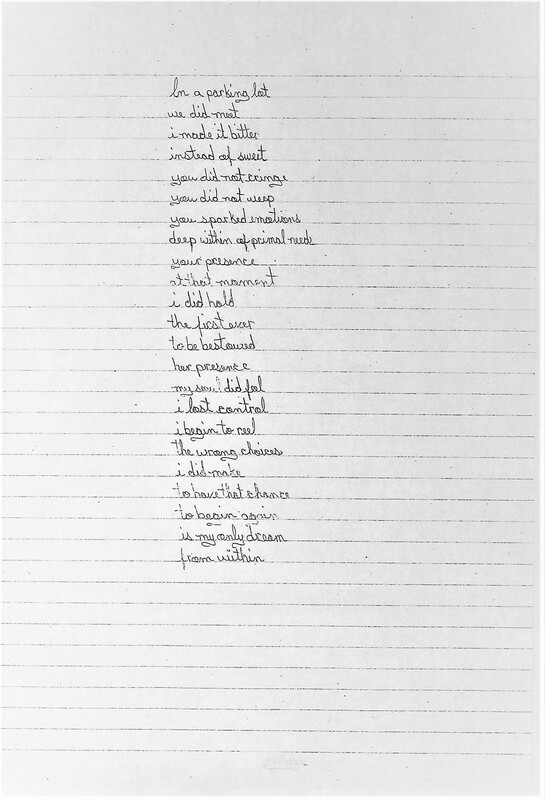 In a parking lot
we did meet
i made it bitter
instead of sweet
you did not cringe
you did not weep
you sparked emotions
deep within of primal need
your presence
at that moment
i did hold
the first ever
to be bestowed
her presence
my soul did feel
i lost control
i begin to reel
the wrong choices
i did make
to have that chance
to begin again
is my only dream
from within